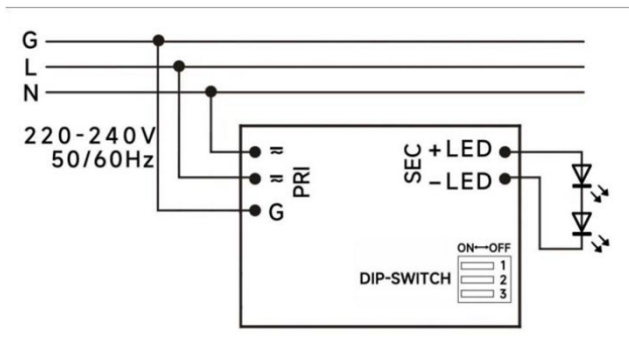 G
L
N
220-240V
50/60Hz
≂
≂
G
PRI
SEC
+LED
-LED
ON↔OFF
DIP-SWITCH
1
2
3